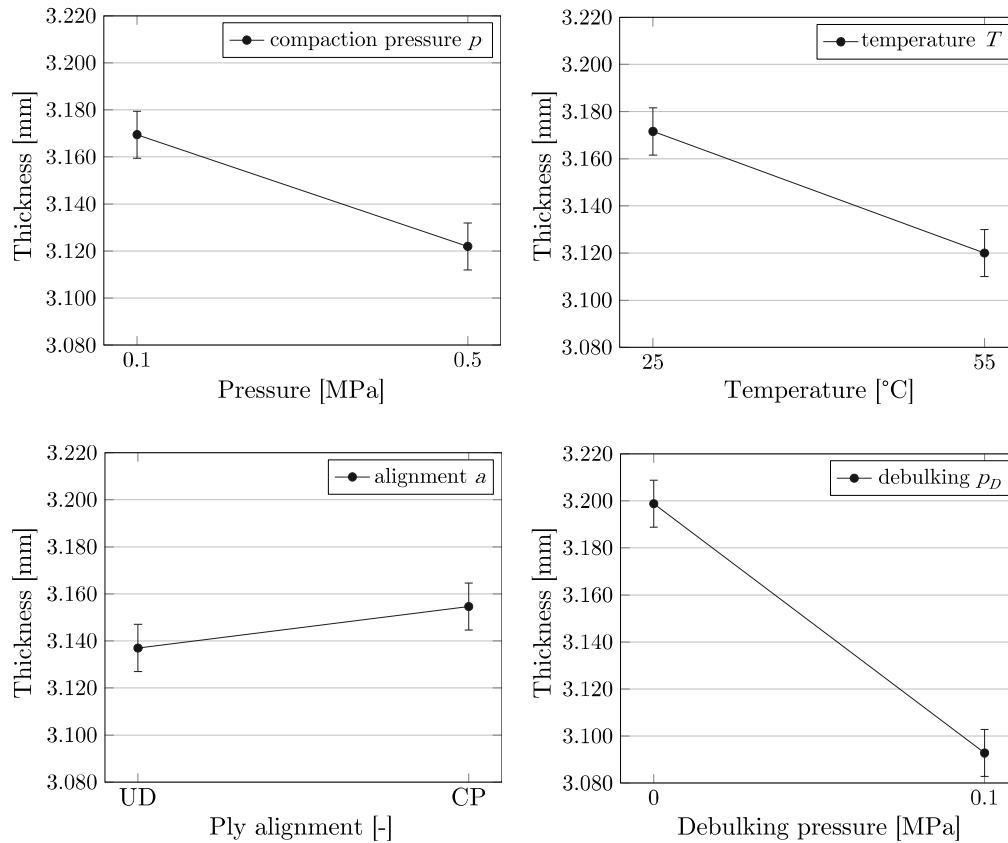 3.220
3.200
3.180
3.160
3.140
3.120
3.100
3.080
Thickness [mm]
compaction pressure p
0.1
0.5
Pressure [MPa]
3.220
3.200
3.180
3.160
3.140
3.120
3.100
3.080
Thickness [mm]
temperature T
25
55
Temperature [°C]
3.220
3.200
3.180
3.160
3.140
3.120
3.100
3.080
Thickness [mm]
alignment a
UD
CP
Ply alignment [-]
3.220
3.200
3.180
3.160
3.140
3.120
3.100
3.080
Thickness [mm]
debulking p_D
0
0.1
Debulking pressure [MPa]